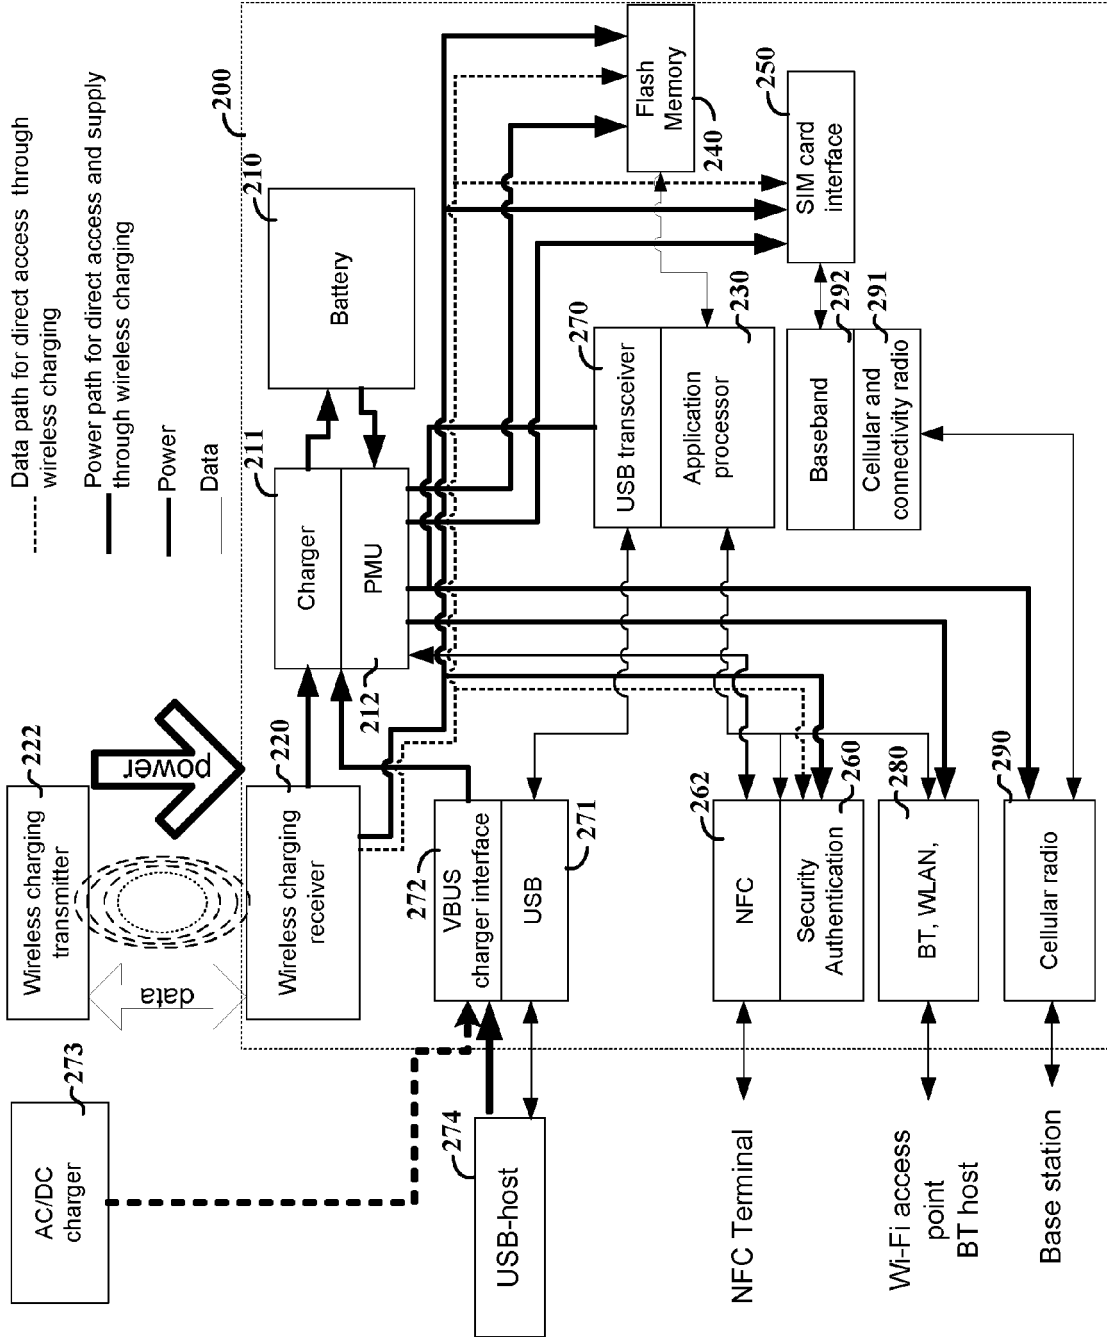 Data path for direct access through
wireless charging
Power path for direct access and supply
through wireless charging
Power
Data
200
AC/DC
charger
273
Wireless charging
transmitter
222
data
power
Wireless charging
receiver
220
Charger
211
PMU
212
Battery
210
USB-host
274
VBUS
charger interface
272
USB
271
USB transceiver
270
Application
processor
230
Flash
Memory
240
SIM card
interface
250
Baseband
292
Cellular and
connectivity radio
291
NFC Terminal
NFC
262
Security
Authentication
260
Wi-Fi access
point
BT host
BT, WLAN,
280
Base station
Cellular radio
290